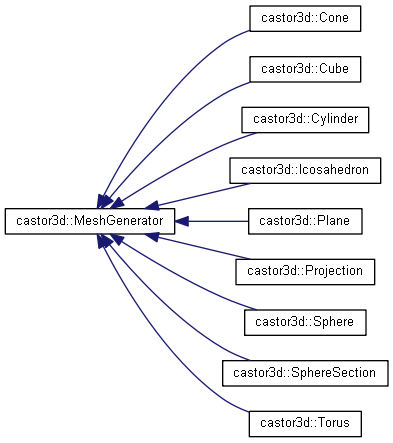 castor3d::Cone
castor3d::Cube
castor3d::Cylinder
castor3d::Icosahedron
castor3d::MeshGenerator
castor3d::Plane
castor3d::Projection
castor3d::Sphere
castor3d::SphereSection
castor3d::Torus